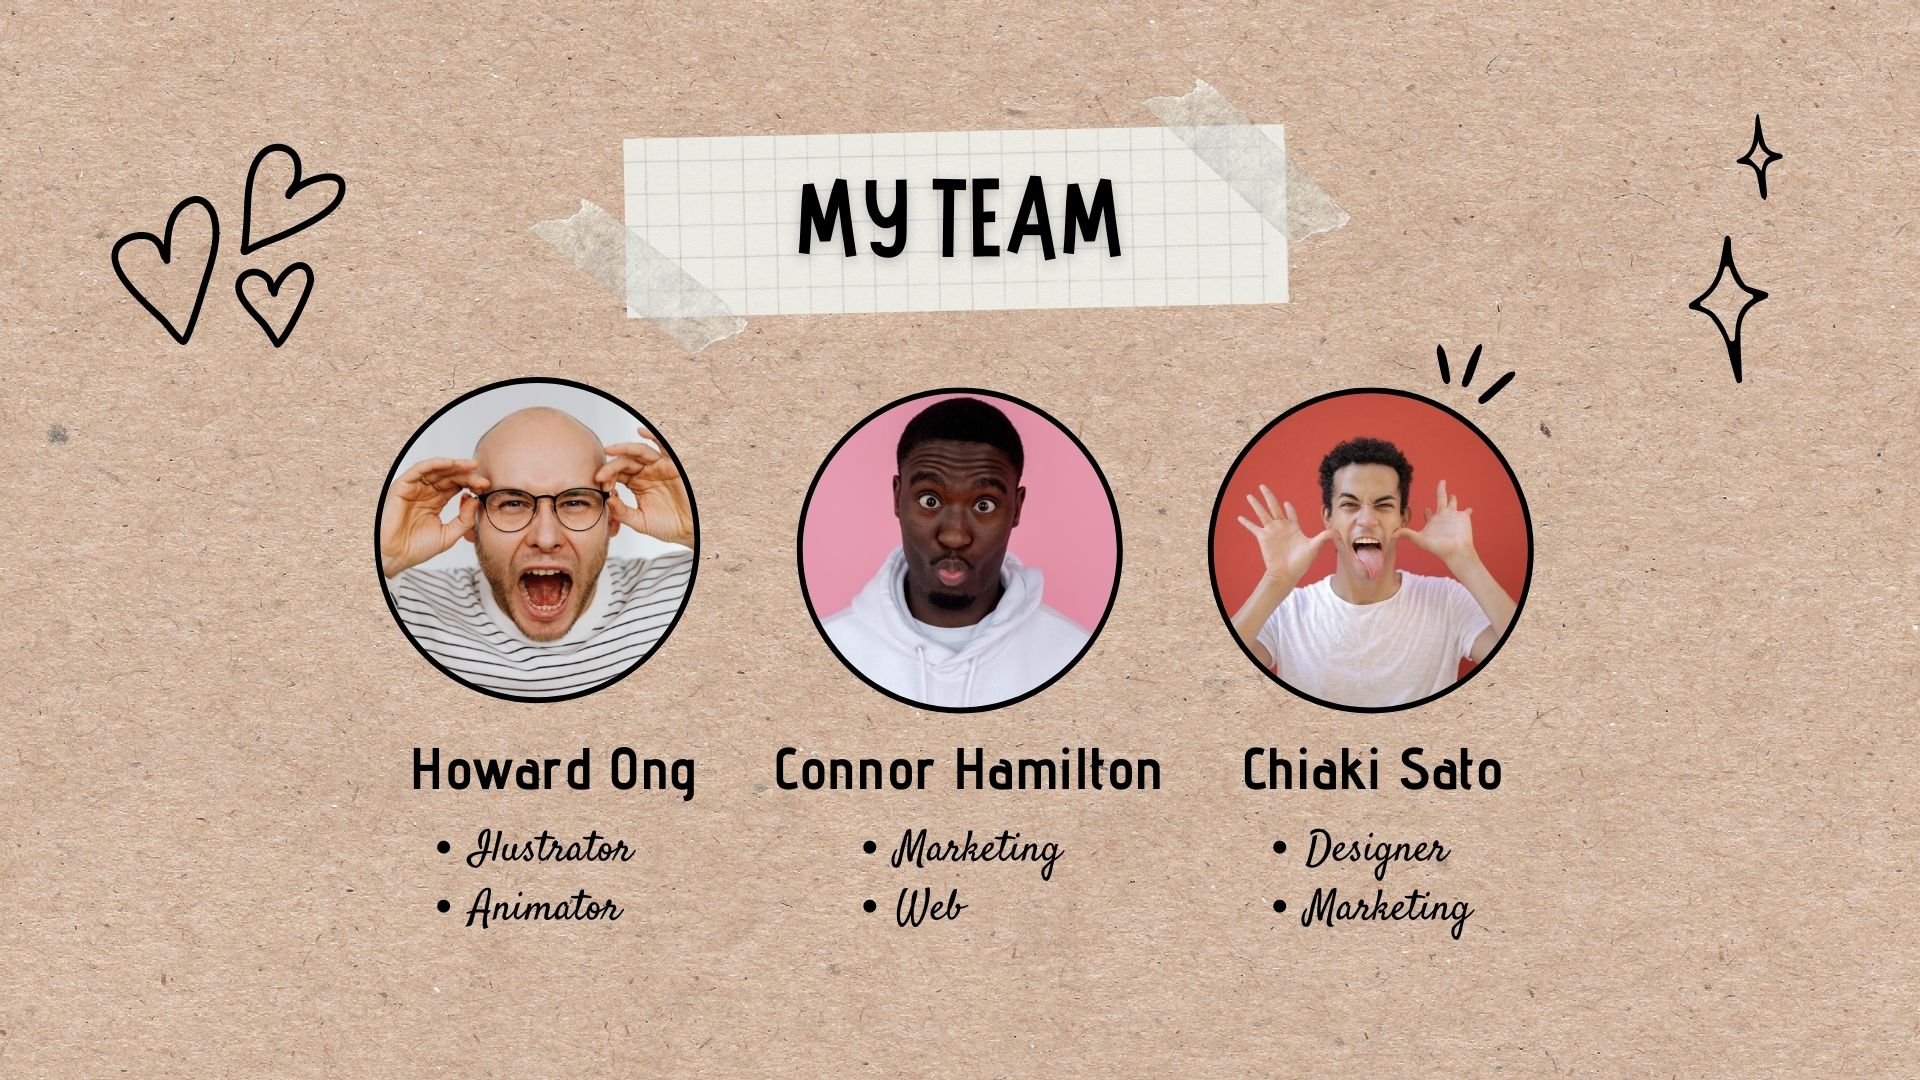 MY TEAM
Howard Ong
Connor Hamilton
Chiaki Sato
• Ilustrator
• Animator
• Marketing
• Web
• Designer
• Marketing